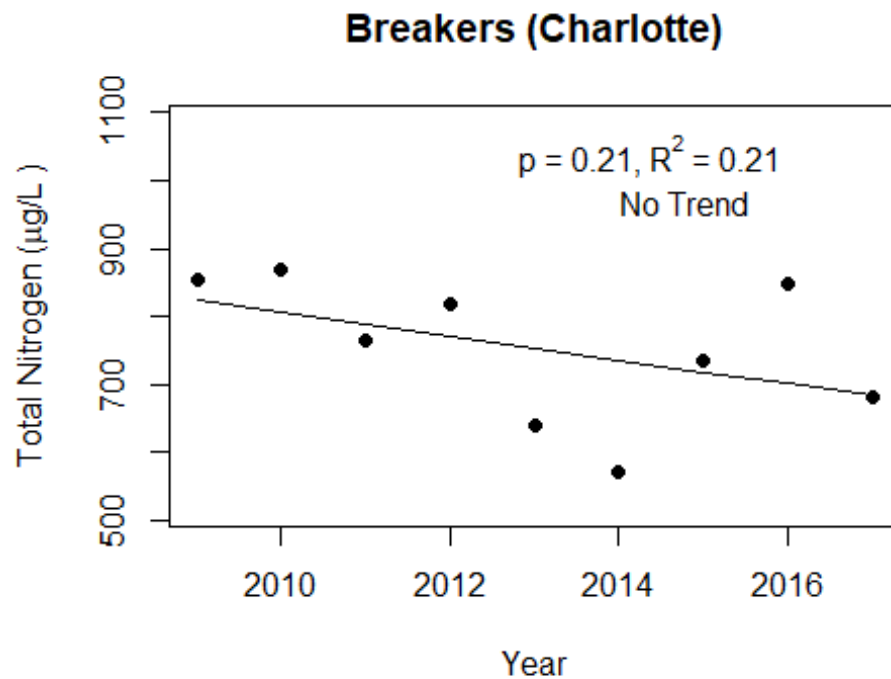 Breakers (Charlotte)
p = 0.21, R² = 0.21
No Trend
Total Nitrogen (µg/L )
1100
900
700
500
2010 2012 2014 2016
Year